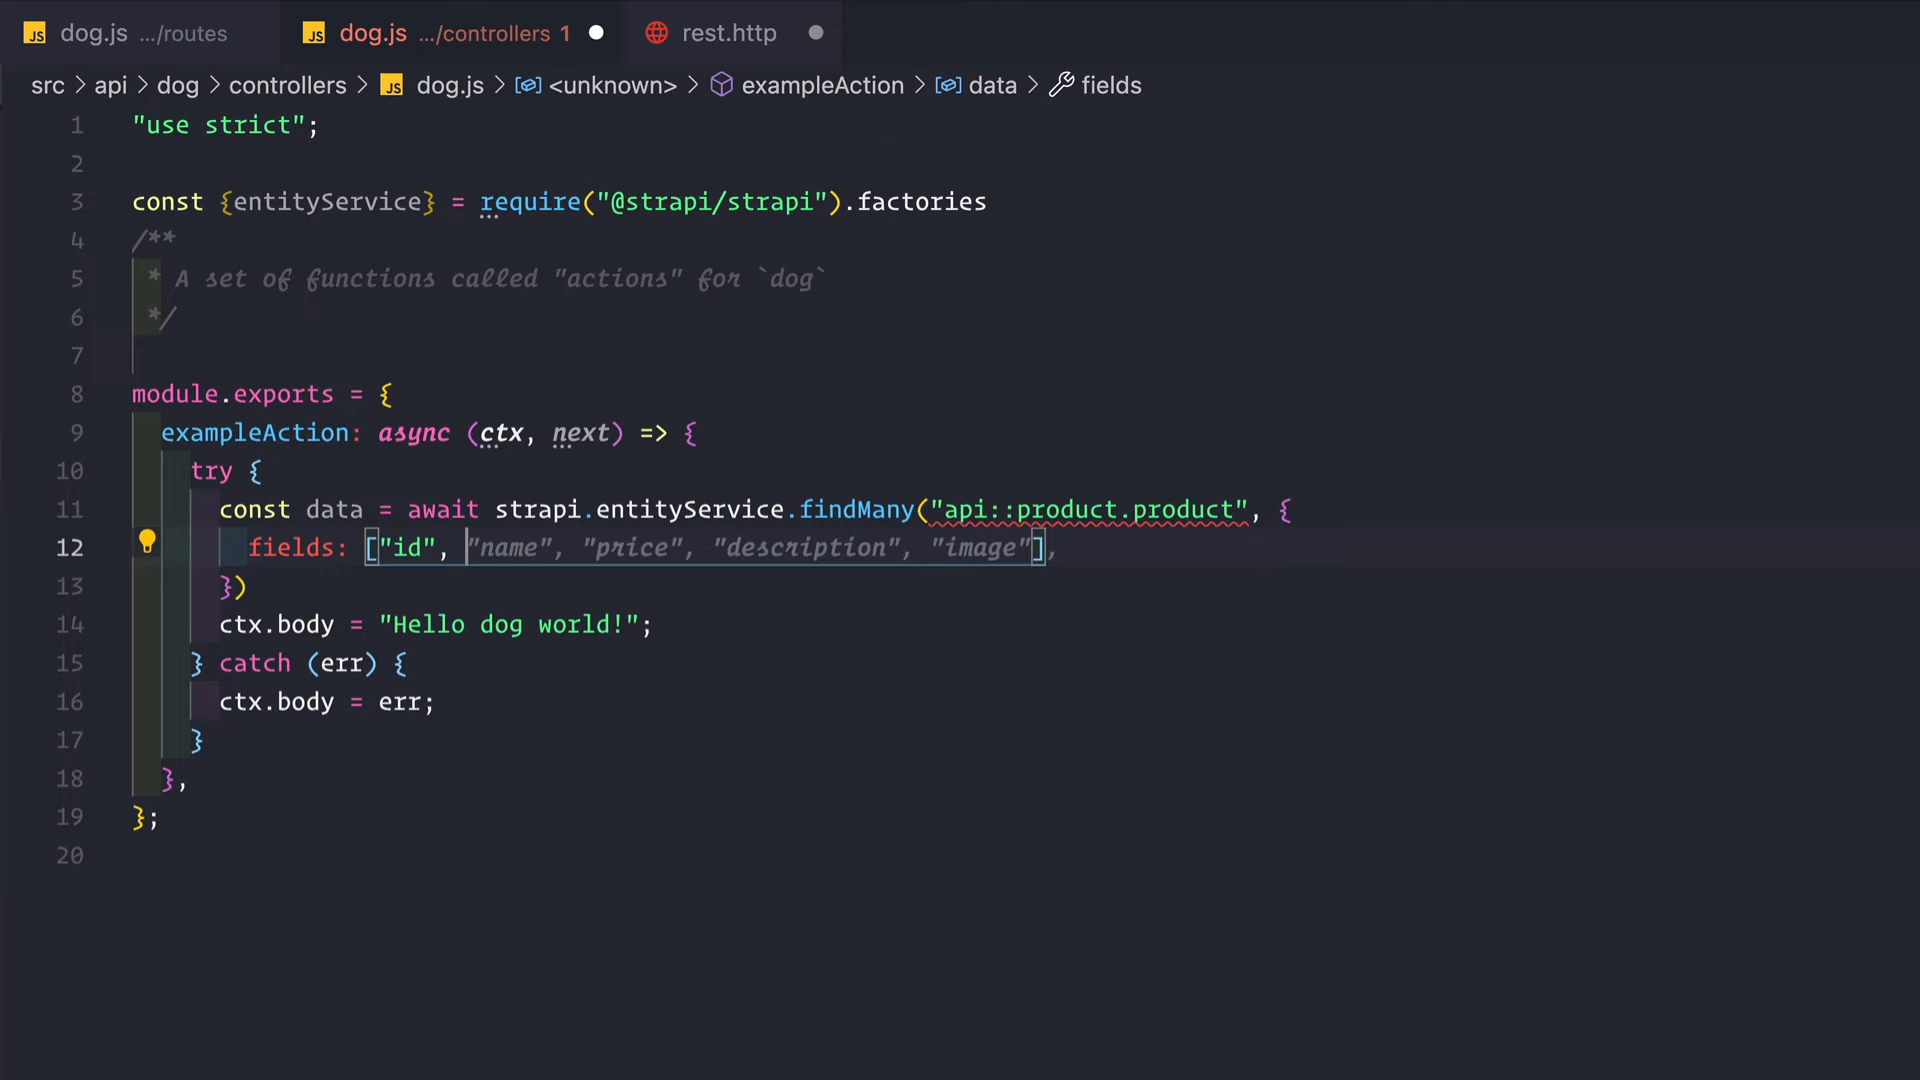 JS dog.js .../routes JS dog.js .../controllers 1 rest.http
src > api > dog > controllers > JS dog.js > <unknown> > exampleAction > data > fields
1 "use strict";
2
3 const {entityService} = require("@strapi/strapi").factories
4 /**
5 * A set of functions called "actions" for `dog`
6 */
7
8 module.exports = {
9 exampleAction: async (ctx, next) => {
10 try {
11 const data = await strapi.entityService.findMany("api::product.product", {
12 fields: ["id", "name", "price", "description", "image"],
13 })
14 ctx.body = "Hello dog world!";
15 } catch (err) {
16 ctx.body = err;
17 }
18 },
19 };
20